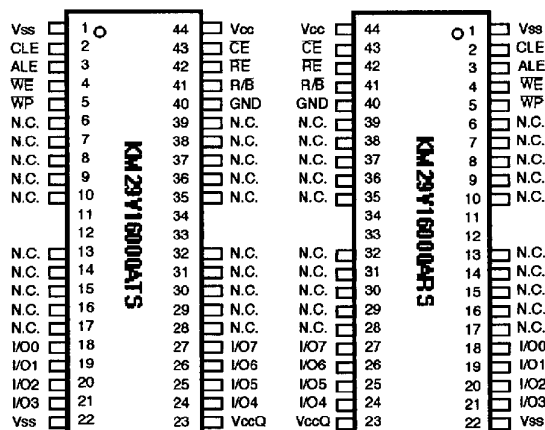 Vss 1 44 Vcc Vcc 44 1 Vss
CLE 2 43 CE CE 43 2 CLE
ALE 3 42 RE RE 42 3 ALE
WE 4 41 R/B R/B 41 4 WE
WP 5 40 GND GND 40 5 WP
N.C. 6 39 N.C. N.C. 39 6 N.C.
N.C. 7 38 N.C. N.C. 38 7 N.C.
N.C. 8 37 N.C. N.C. 37 8 N.C.
N.C. 9 36 N.C. N.C. 36 9 N.C.
N.C. 10 35 N.C. N.C. 35 10 N.C.
11 34 34 11
12 33 33 12
N.C. 13 32 N.C. N.C. 32 13 N.C.
N.C. 14 31 N.C. N.C. 31 14 N.C.
N.C. 15 30 N.C. N.C. 30 15 N.C.
N.C. 16 29 N.C. N.C. 29 16 N.C.
N.C. 17 28 N.C. N.C. 28 17 N.C.
I/O0 18 27 I/O7 I/O7 27 18 I/O0
I/O1 19 26 I/O6 I/O6 26 19 I/O1
I/O2 20 25 I/O5 I/O5 25 20 I/O2
I/O3 21 24 I/O4 I/O4 24 21 I/O3
Vss 22 23 VccQ VccQ 23 22 Vss
KM29V16000ATS
KM29V16000ARS